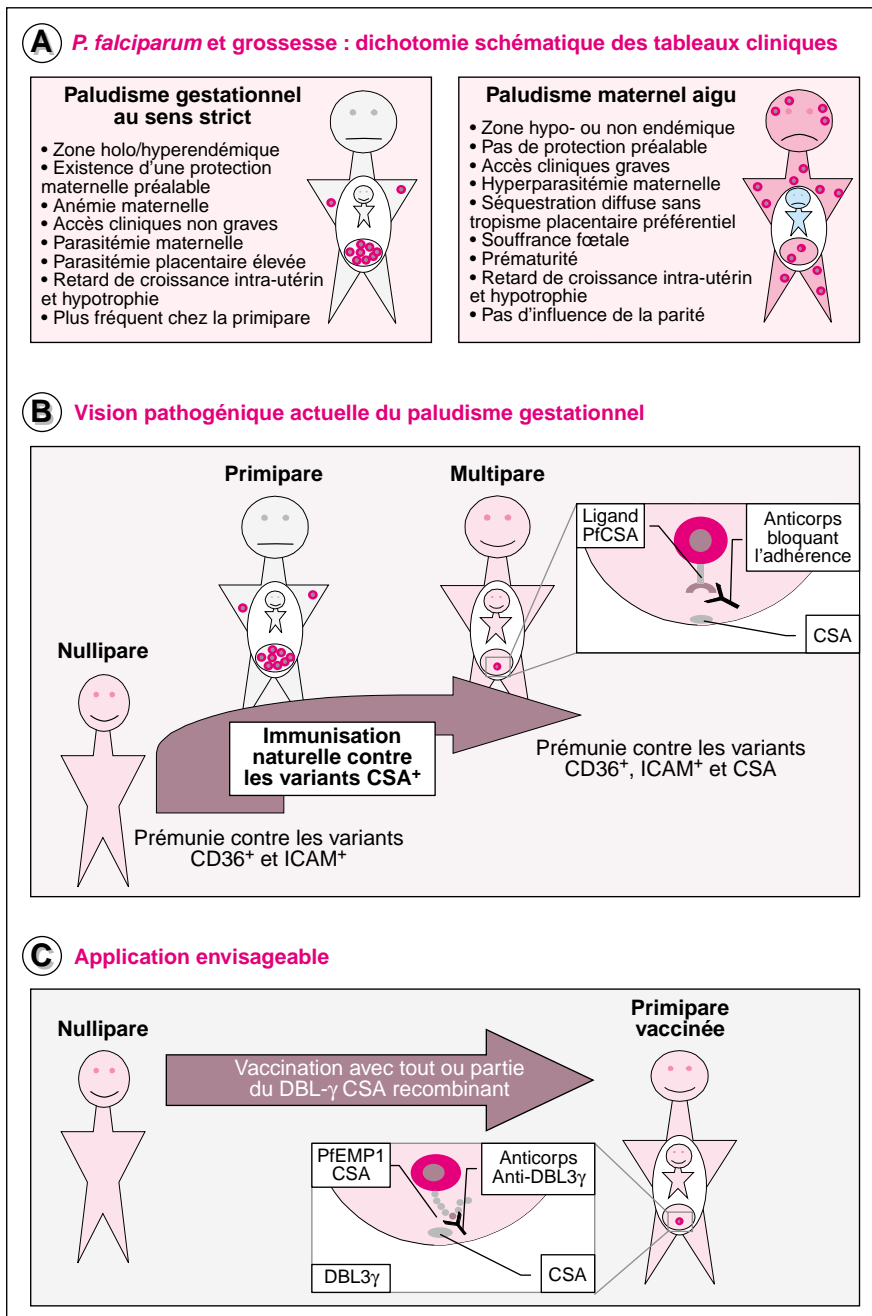 A P. falciparum et grossesse : dichotomie schématique des tableaux cliniques
Paludisme gestationnel
au sens strict
• Zone holo/hyperendémique
• Existence d'une protection
maternelle préalable
• Anémie maternelle
• Accès cliniques non graves
• Parasitémie maternelle
• Parasitémie placentaire élevée
• Retard de croissance intra-utérin
et hypotrophie
• Plus fréquent chez la primipare
Paludisme maternel aigu
• Zone hypo- ou non endémique
• Pas de protection préalable
• Accès cliniques graves
• Hyperparasitémie maternelle
• Séquestration diffuse sans
tropisme placentaire préférentiel
• Souffrance fœtale
• Prématurité
• Retard de croissance intra-utérin
et hypotrophie
• Pas d'influence de la parité
B Vision pathogénique actuelle du paludisme gestationnel
Primipare
Multipare
Ligand
PfCSA
Anticorps
bloquant
l'adhérence
CSA
Nullipare
Immunisation
naturelle contre
les variants CSA⁺
Prémunie contre les variants
CD36⁺, ICAM⁺ et CSA
Prémunie contre les variants
CD36⁺ et ICAM⁺
C Application envisageable
Nullipare
Primipare
vaccinée
Vaccination avec tout ou partie
du DBL-γ CSA recombinant
PfEMP1
CSA
Anticorps
Anti-DBL3γ
DBL3γ
CSA